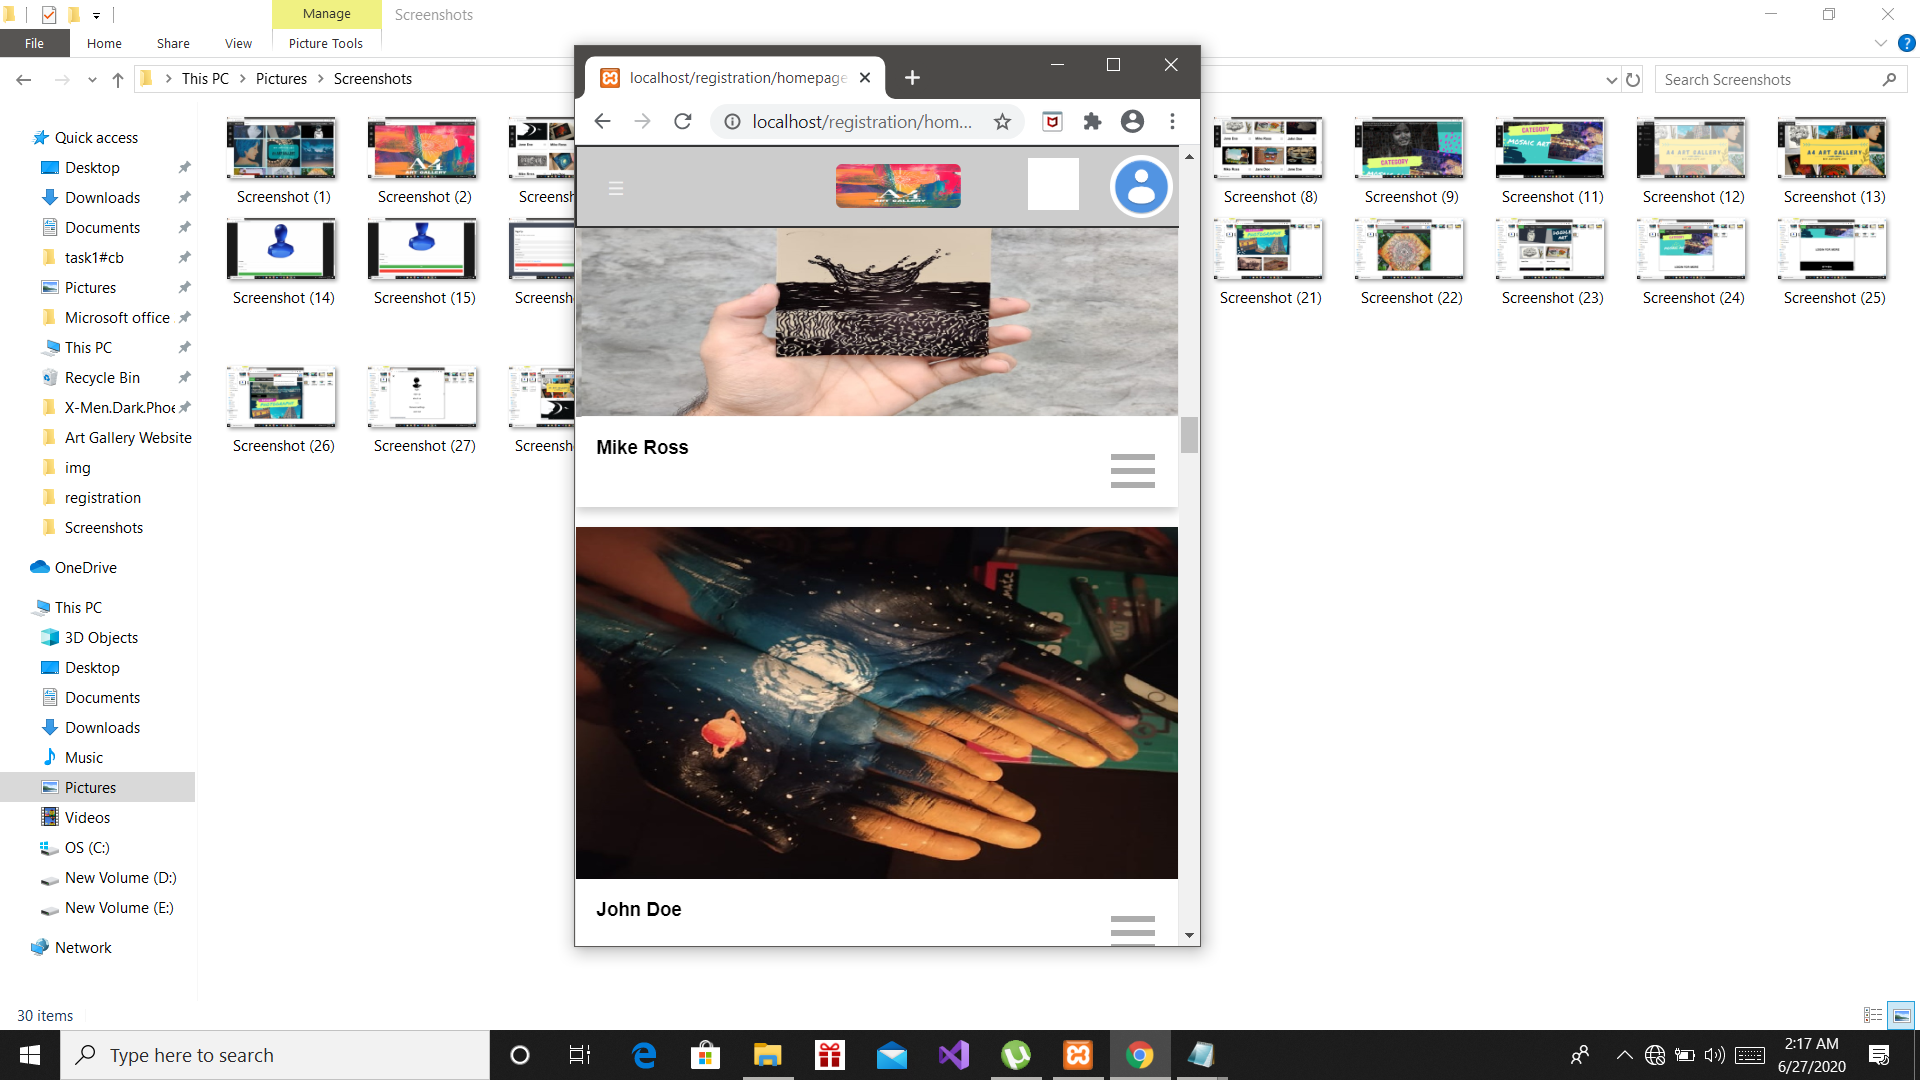 Manage
Screenshots
File
Home
Share
View
Picture Tools
This PC
Pictures
Screenshots
Search Screenshots
localhost/registration/homepage
localhost/registration/hom...
Quick access
Desktop
Downloads
Documents
task1#cb
Pictures
Microsoft office
This PC
Recycle Bin
X-Men.Dark.Phoe
Art Gallery Website
img
registration
Screenshots
OneDrive
This PC
3D Objects
Desktop
Documents
Downloads
Music
Pictures
Videos
OS (C:)
New Volume (D:)
New Volume (E:)
Network
Screenshot (1)
Screenshot (2)
Screensh
Screenshot (8)
Screenshot (9)
Screenshot (11)
Screenshot (12)
Screenshot (13)
Screenshot (14)
Screenshot (15)
Screensh
Screenshot (21)
Screenshot (22)
Screenshot (23)
Screenshot (24)
Screenshot (25)
Screenshot (26)
Screenshot (27)
Screensh
A4
ART GALLERY
Mike Ross
John Doe
30 items
Type here to search
2:17 AM
6/27/2020